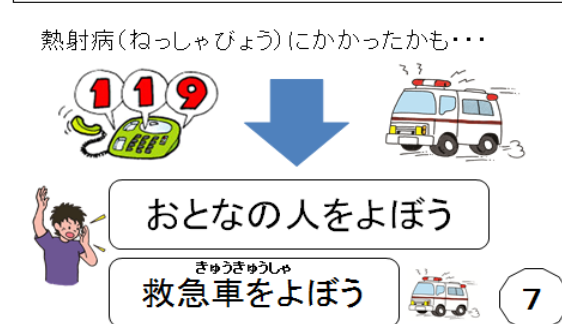 熱射病(ねっしゃびょう)にかかったかも・・・
119
おとなの人をよぼう
きゅうきゅうしゃ
救急車をよぼう
7